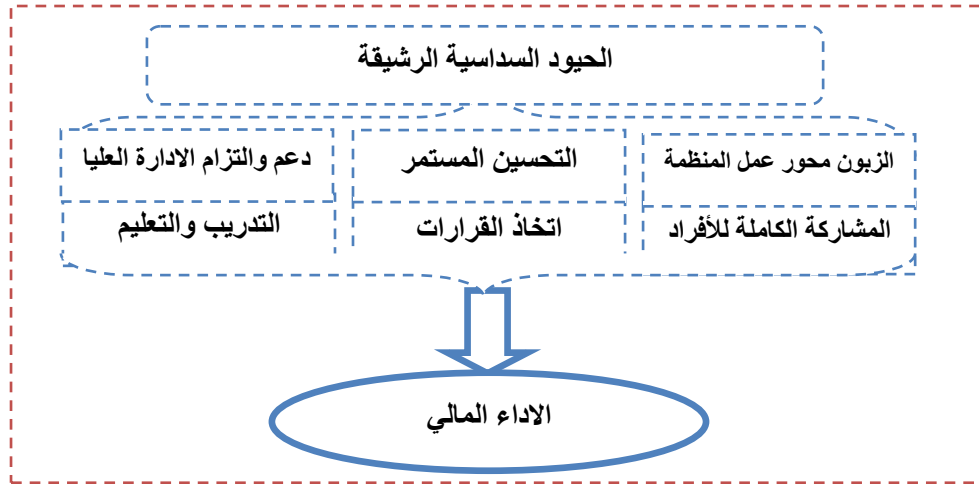 الحيود السداسية الرشيقة
الزبون محور عمل المنظمة
التحسين المستمر
دعم والتزام الادارة العليا
المشاركة الكاملة للأفراد
اتخاذ القرارات
التدريب والتعليم
الاداء المالي